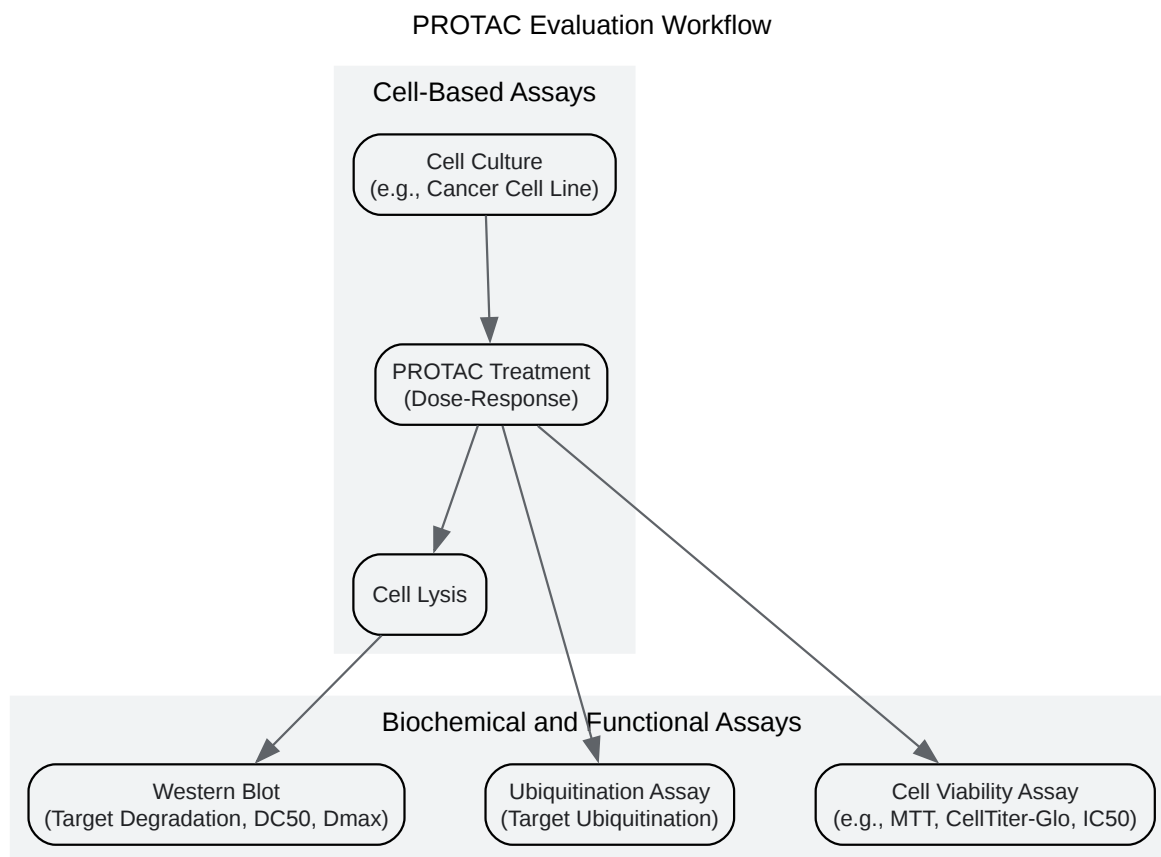 PROTAC Evaluation Workflow
Cell-Based Assays
Cell Culture
(e.g., Cancer Cell Line)
PROTAC Treatment
(Dose-Response)
Cell Lysis
Biochemical and Functional Assays
Western Blot
(Target Degradation, DC50, Dmax)
Ubiquitination Assay
(Target Ubiquitination)
Cell Viability Assay
(e.g., MTT, CellTiter-Glo, IC50)